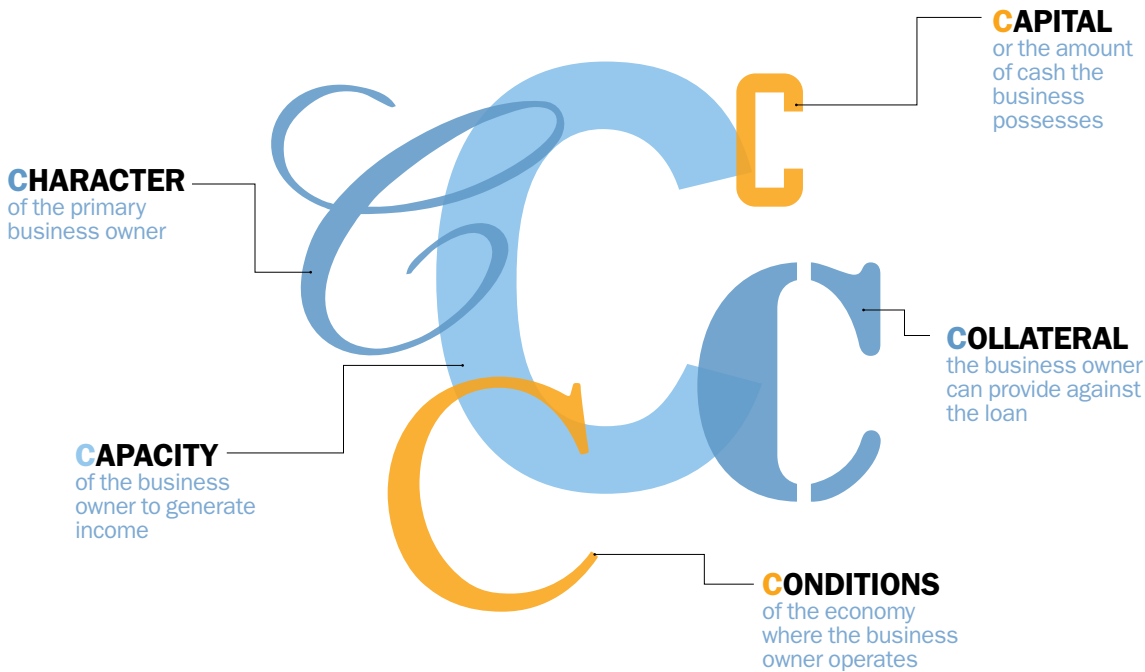 CAPITAL
or the amount
of cash the
business
possesses
CHARACTER
of the primary
business owner
COLLATERAL
the business owner
can provide against
the loan
CAPACITY
of the business
owner to generate
income
CONDITIONS
of the economy
where the business
owner operates
C
C
C
C
C